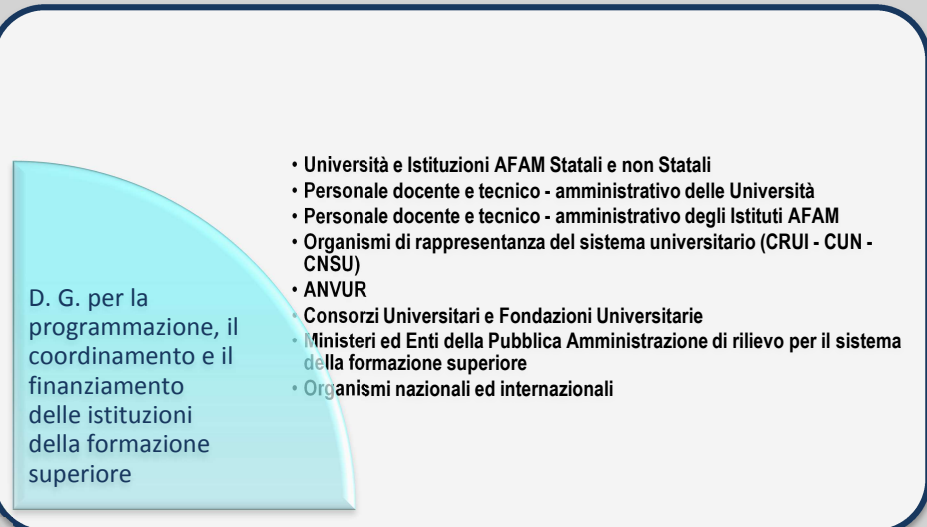 • Università e Istituzioni AFAM Statali e non Statali
• Personale docente e tecnico - amministrativo delle Università
• Personale docente e tecnico - amministrativo degli Istituti AFAM
• Organismi di rappresentanza del sistema universitario (CRUI - CUN -
CNSU)
• ANVUR
• Consorzi Universitari e Fondazioni Universitarie
• Ministeri ed Enti della Pubblica Amministrazione di rilievo per il sistema
della formazione superiore
• Organismi nazionali ed internazionali
D. G. per la
programmazione, il
coordinamento e il
finanziamento
delle istituzioni
della formazione
superiore